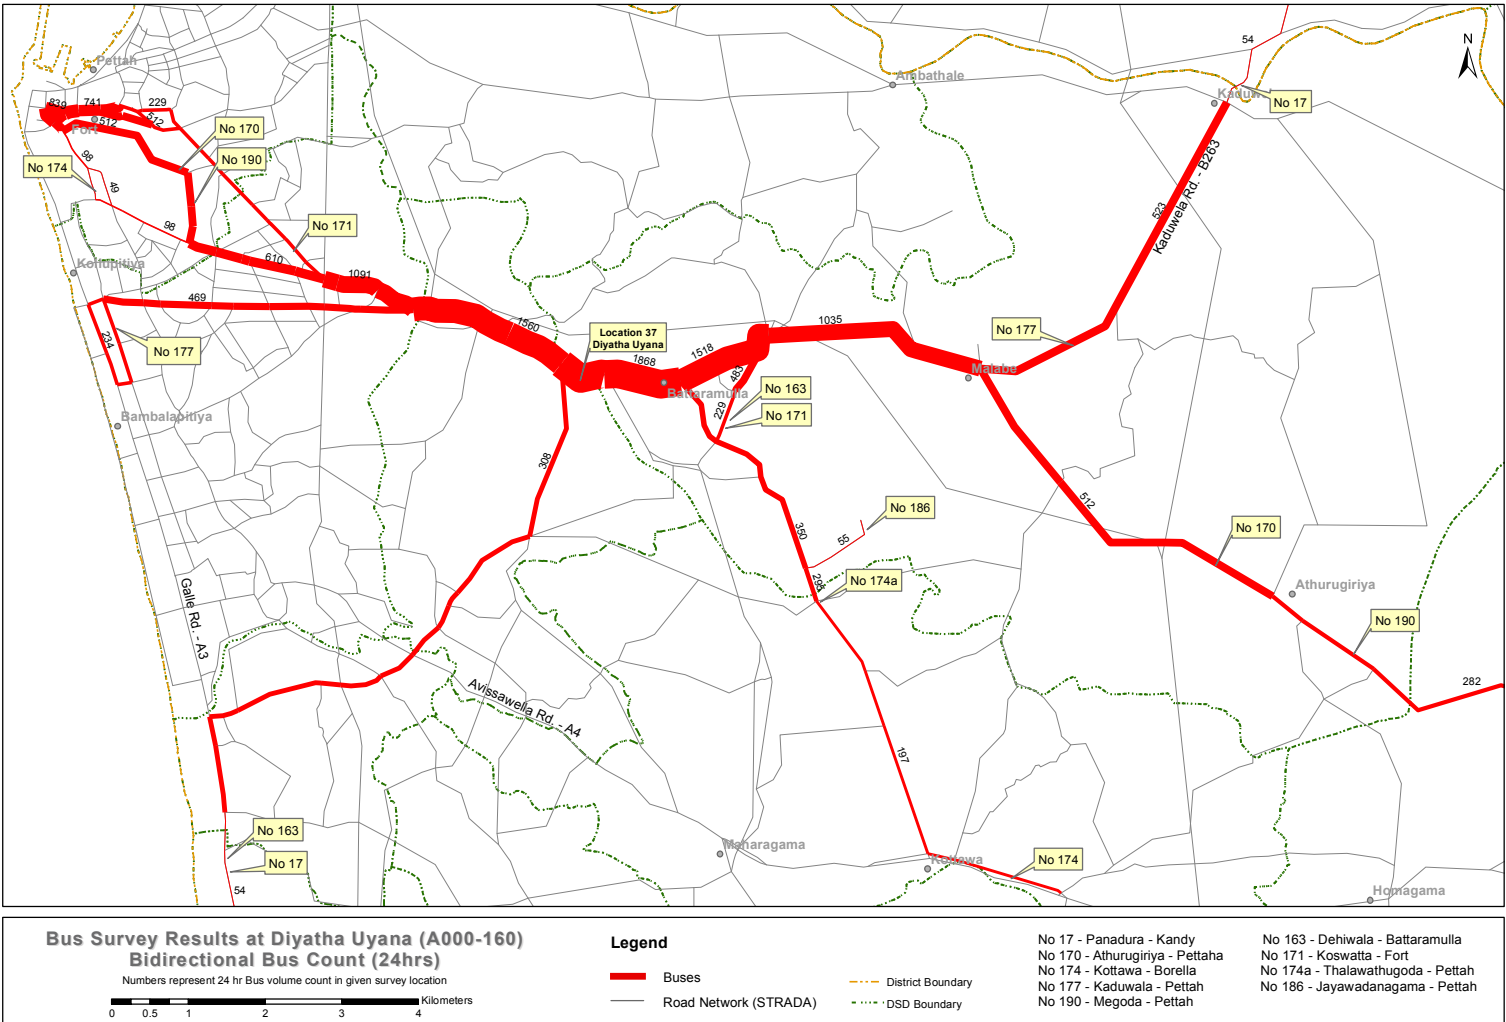 54
N
Pettah
Ambathale
Kaduw
No 17
839
741
229
512
512
Fort
No 170
No 190
98
No 174
49
98
No 171
523
Kaduwela Rd. - B263
Kollupitiya
610
1091
469
1560
Location 37
Diyatha Uyana
1868
1518
1035
No 177
234
No 177
Malabe
483
Battaramulla
No 163
229
No 171
Bambalapitiya
308
512
350
No 186
55
No 170
295
No 174a
Athurugiriya
Galle Rd. - A3
No 190
Avissawella Rd. - A4
282
197
No 163
No 17
Maharagama
Kottawa
No 174
54
Homagama
Bus Survey Results at Diyatha Uyana (A000-160)
Bidirectional Bus Count (24hrs)
Numbers represent 24 hr Bus volume count in given survey location
Kilometers
0 0.5 1 2 3 4
Legend
Buses
Road Network (STRADA)
District Boundary
DSD Boundary
No 17 - Panadura - Kandy
No 170 - Athurugiriya - Pettaha
No 174 - Kottawa - Borella
No 177 - Kaduwala - Pettah
No 190 - Megoda - Pettah
No 163 - Dehiwala - Battaramulla
No 171 - Koswatta - Fort
No 174a - Thalawathugoda - Pettah
No 186 - Jayawadanagama - Pettah